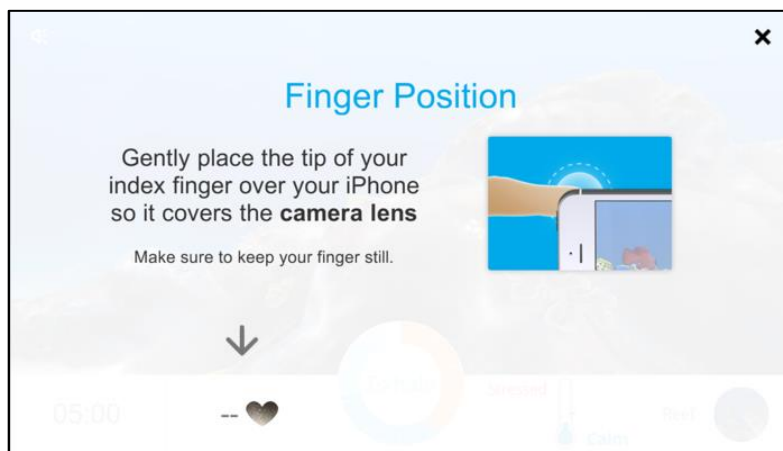 Finger Position
Gently place the tip of your
index finger over your iPhone
so it covers the camera lens
Make sure to keep your finger still.
05:00
--
Stressed
Calm
Reef